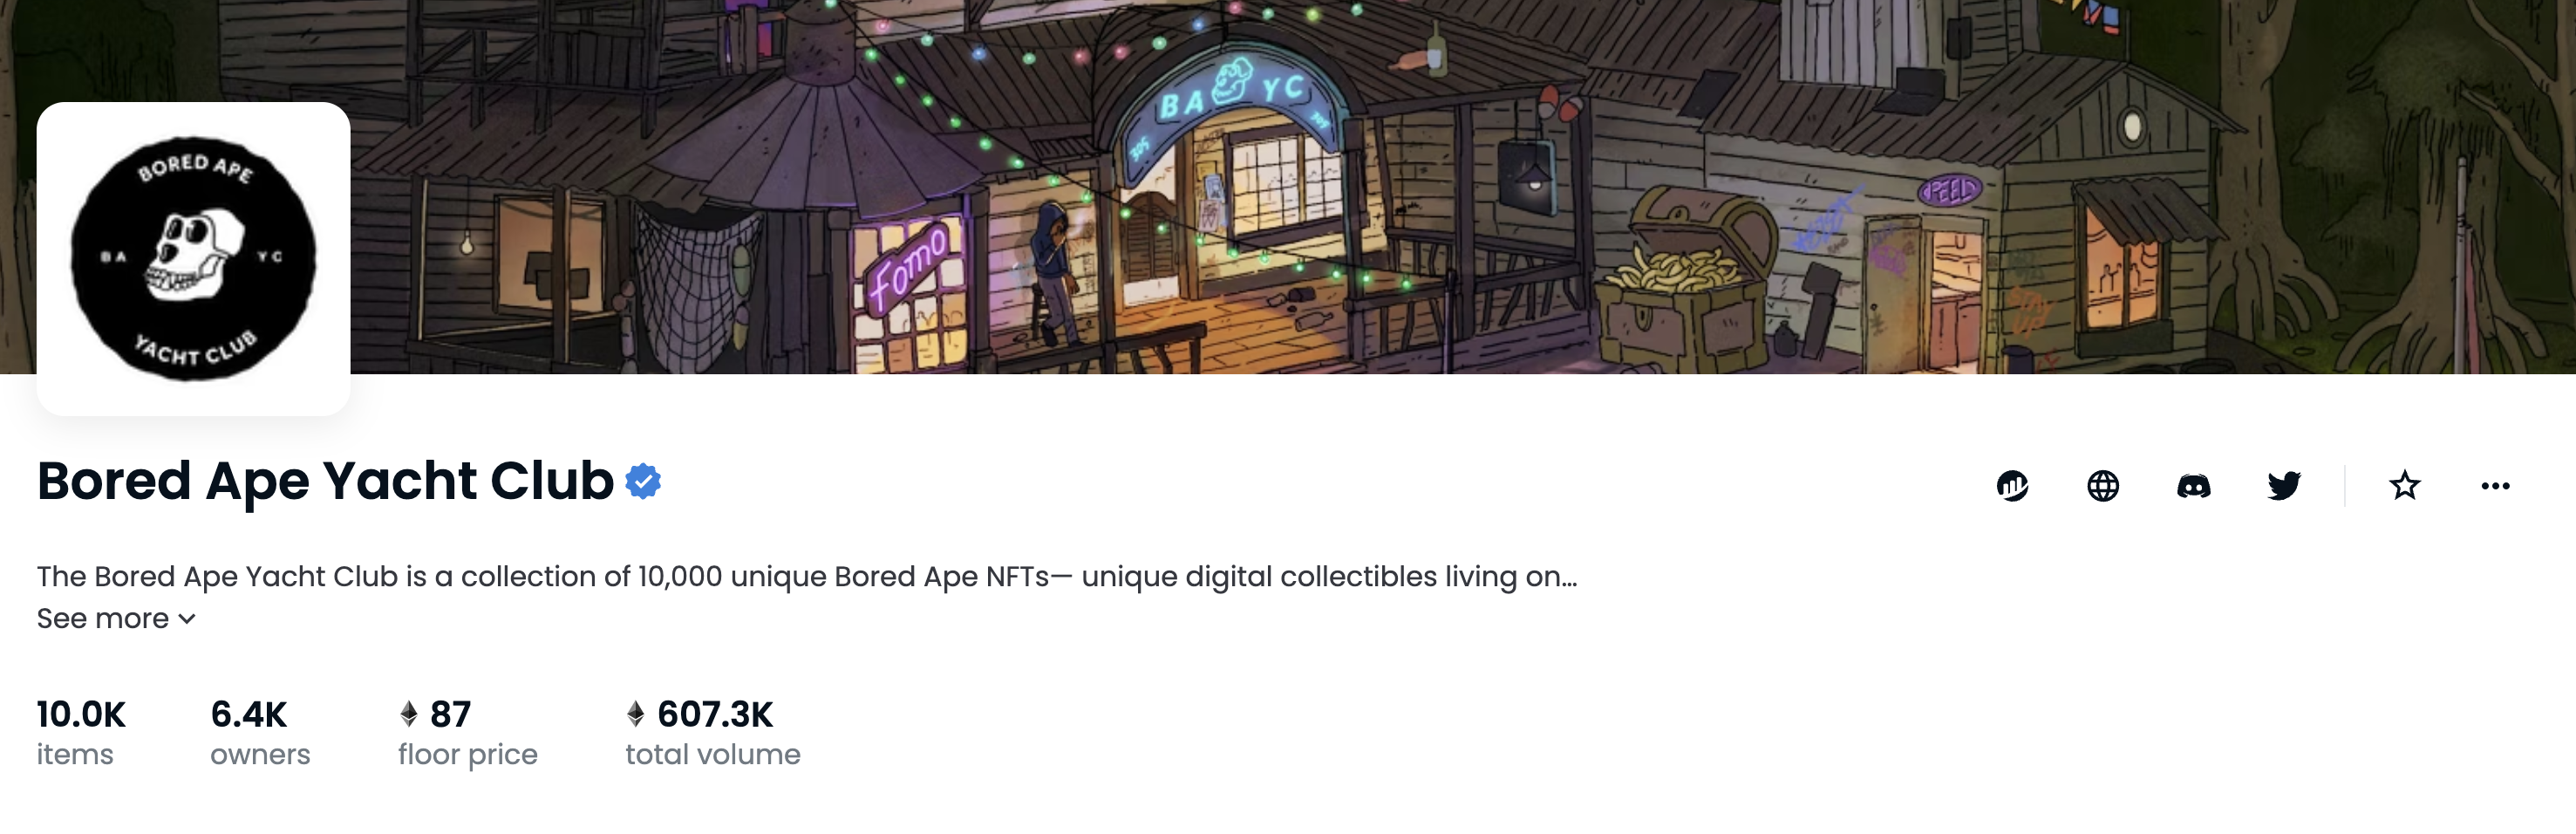 BA YC
305
305
BORED APE
BA YC
YACHT CLUB
Fomo
PEED
Bored Ape Yacht Club
The Bored Ape Yacht Club is a collection of 10,000 unique Bored Ape NFTs— unique digital collectibles living on...
See more
10.0K 6.4K 87 607.3K
items owners floor price total volume